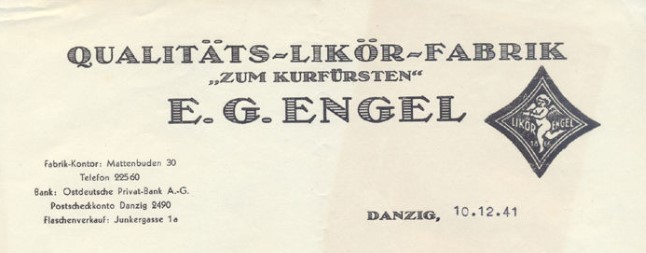 QUALITÄTS-LIKÖR-FABRIK
„ZUM KURFÜRSTEN“
E. G. ENGEL
LIKÖR ENGEL
Fabrik-Kontor: Mattenbuden 30
Telefon 22560
Bank: Ostdeutsche Privat-Bank A.-G.
Postscheckkonto Danzig 2490
Flaschenverkauf: Junkergasse 1a
DANZIG, 10.12.41